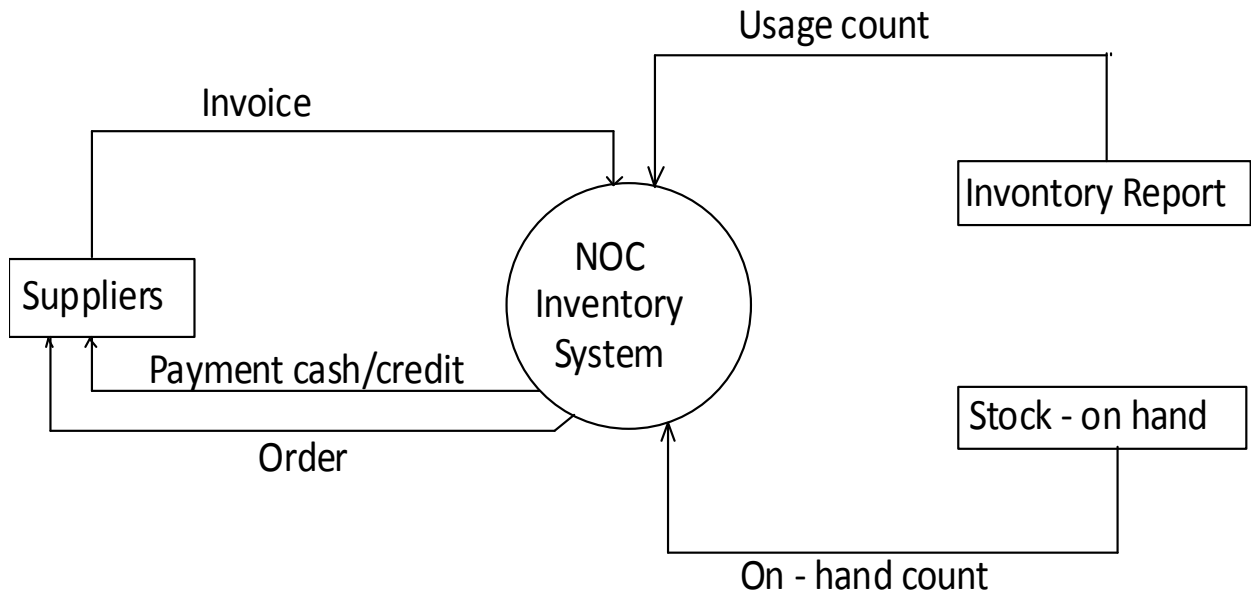 Usage count
Invoice
Invontory Report
NOC
Inventory
System
Suppliers
Payment cash/credit
Stock - on hand
Order
On - hand count